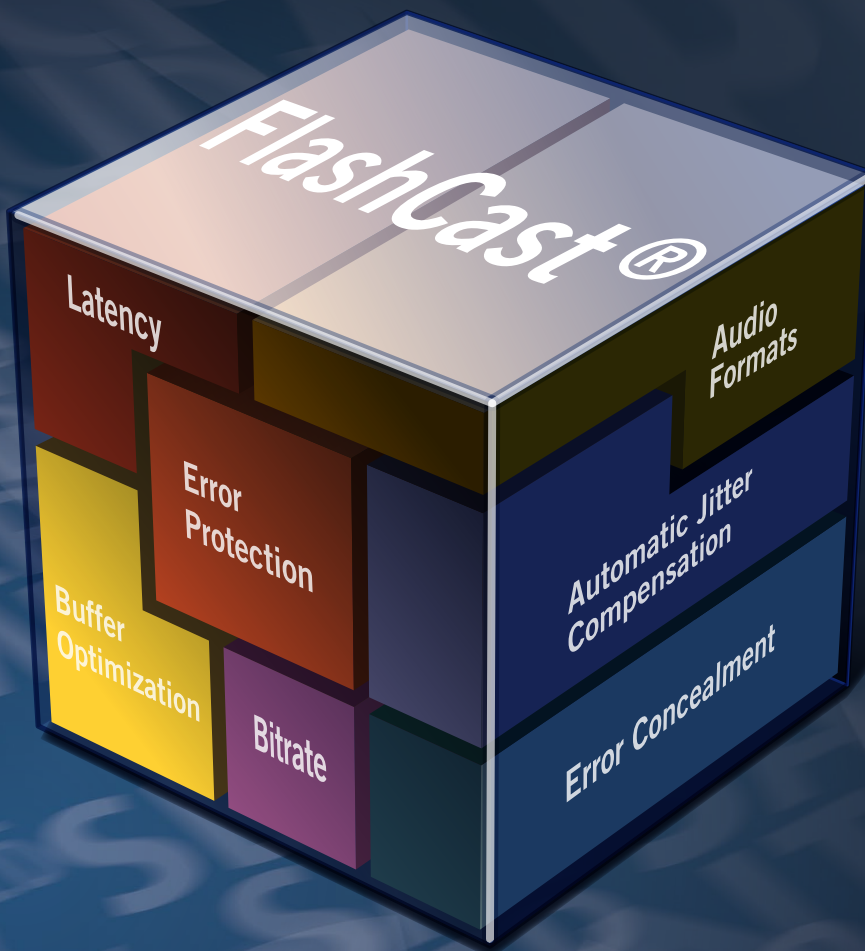 FlashCast®
Latency
Audio
Formats
Error
Protection
Automatic Jitter
Compensation
Buffer
Optimization
Bitrate
Error Concealment